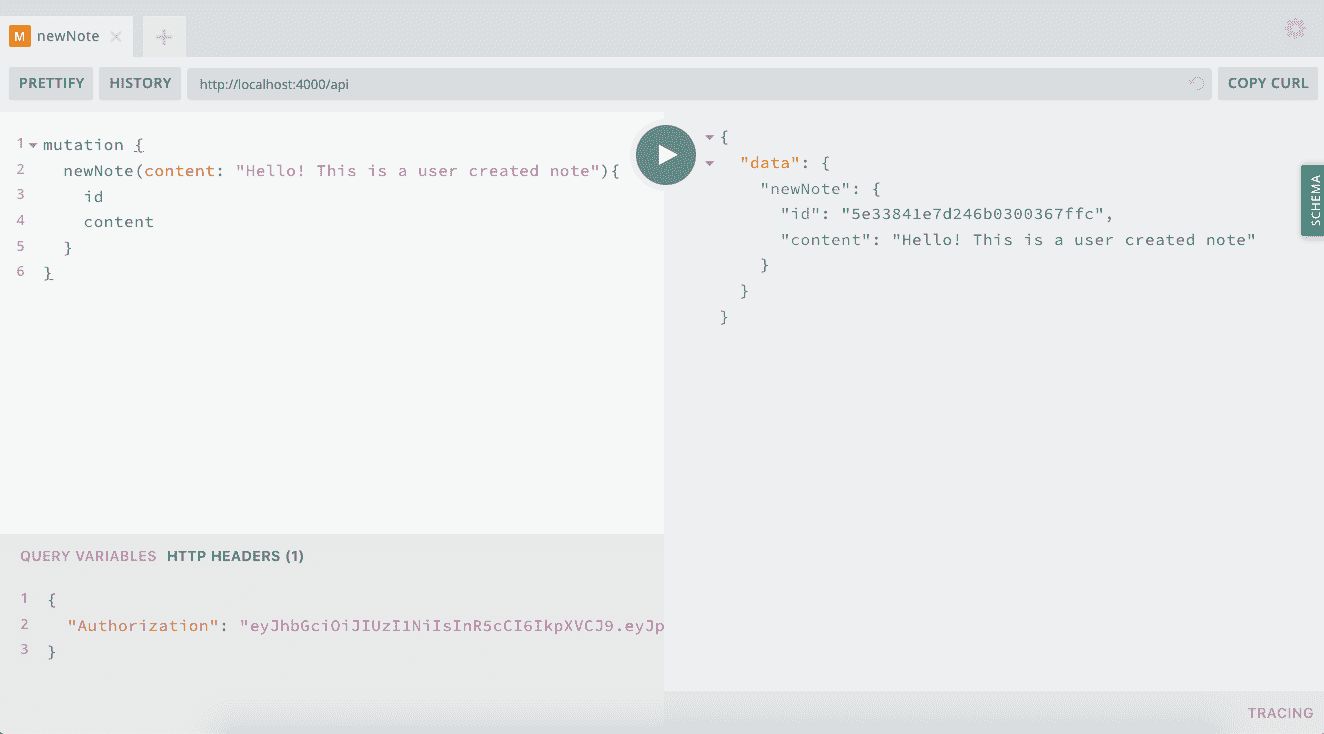 M newNote
PRETTIFY HISTORY http://localhost:4000/api COPY CURL
1 mutation {
2 newNote(content: "Hello! This is a user created note"){
3 id
4 content
5 }
6 }
{
"data": {
"newNote": {
"id": "5e33841e7d246b0300367ffc",
"content": "Hello! This is a user created note"
}
}
}
SCHEMA
QUERY VARIABLES HTTP HEADERS (1)
1 {
2 "Authorization": "eyJhbGciOiJIUzI1NiIsInR5cCI6IkpXVCJ9.eyJp
3 }
TRACING